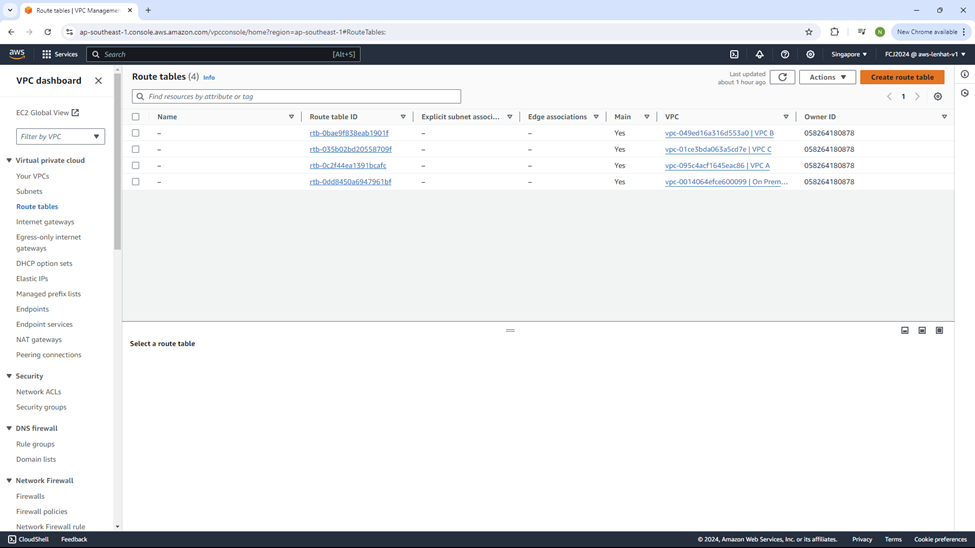 Route tables | VPC Managemen
ap-southeast-1.console.aws.amazon.com/vpcconsole/home?region=ap-southeast-1#RouteTables:
N
New Chrome available
aws
Services
Search
[Alt+S]
Singapore
FCJ2024 @ aws-lenhat-v1
VPC dashboard
EC2 Global View
Filter by VPC
Virtual private cloud
Your VPCs
Subnets
Route tables
Internet gateways
Egress-only internet
gateways
DHCP option sets
Elastic IPs
Managed prefix lists
Endpoints
Endpoint services
NAT gateways
Peering connections
Security
Network ACLs
Security groups
DNS firewall
Rule groups
Domain lists
Network Firewall
Firewalls
Firewall policies
Network Firewall rule
Route tables (4) Info
Last updated
about 1 hour ago
Actions
Create route table
Find resources by attribute or tag
1
Name Route table ID Explicit subnet associ... Edge associations Main VPC Owner ID
– rtb-0bae9f838eab1901f – – Yes vpc-049ed16a316d553a0 | VPC B 058264180878
– rtb-035b02bd20558709f – – Yes vpc-01ce3bda063a5cd7e | VPC C 058264180878
– rtb-0c2f44ea1391bcafc – – Yes vpc-095c4acf1645eac86 | VPC A 058264180878
– rtb-0dd8450a6947961bf – – Yes vpc-0014064efce600099 | On Prem... 058264180878
Select a route table
CloudShell
Feedback
© 2024, Amazon Web Services, Inc. or its affiliates.
Privacy
Terms
Cookie preferences